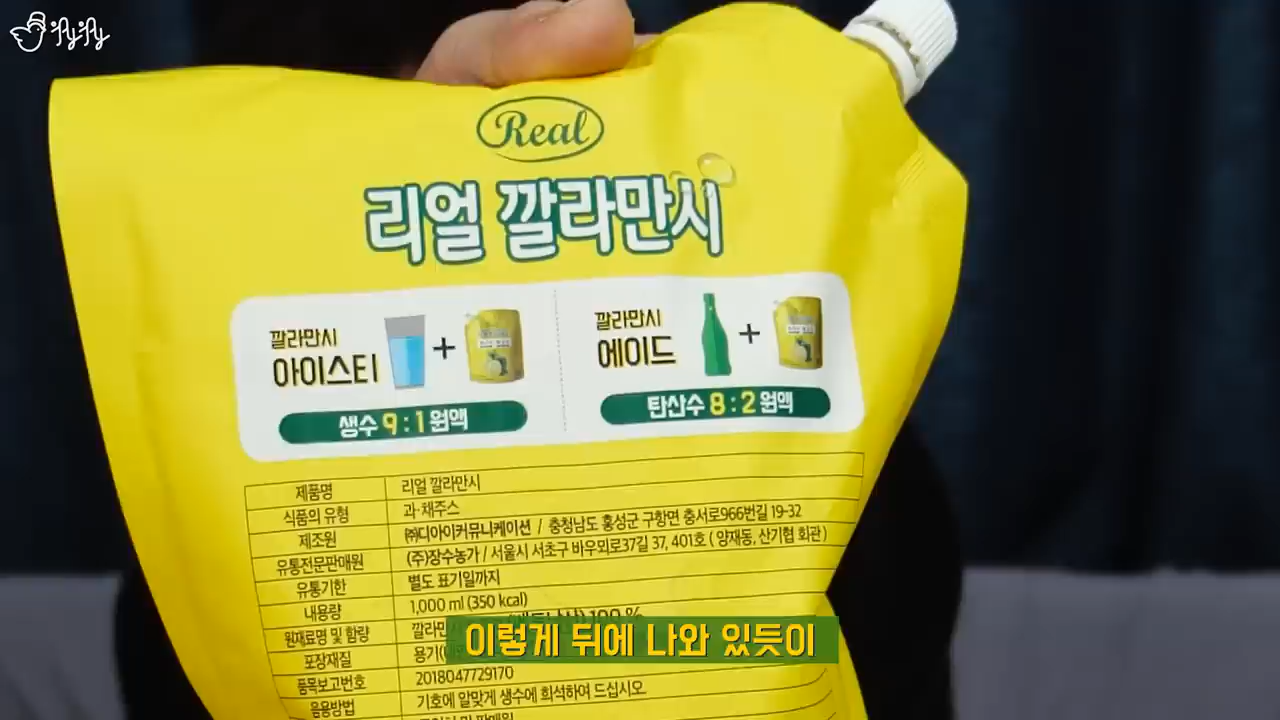 Real
리얼 깔라만시
깔라만시
아이스티
+
생수 9 : 1 원액
깔라만시
에이드
+
탄산수 8 : 2 원액
제품명 리얼 깔라만시
식품의 유형 과·채주스
제조원 ㈜디아이커뮤니케이션 / 충청남도 홍성군 구항면 충서로966번길 19-32
유통전문판매원 (주)장수농가 / 서울시 서초구 바우뫼로37길 37, 401호 ( 양재동, 산기협 회관 )
유통기한 별도 표기일까지
내용량 1,000 ml (350 kcal)
원재료명 및 함량 100 %
포장재질 용기
품목보고번호 2018047729170
음용방법 기호에 알맞게 생수에 희석하여 드십시오.
이렇게 뒤에 나와 있듯이